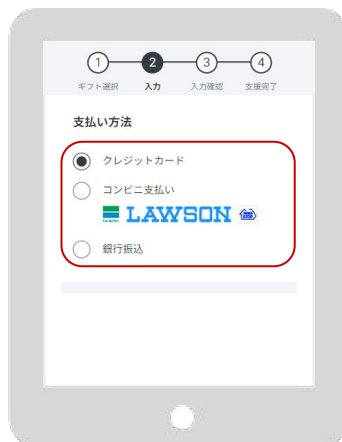 1 2 3 4
ギフト選択 入力 入力確認 支援完了
支払い方法
クレジットカード
コンビニ支払い
FamilyMart LAWSON
銀行振込